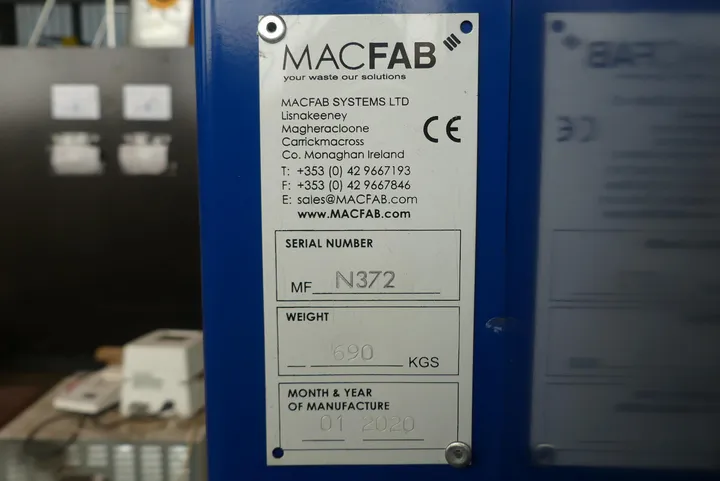 MACFAB
your waste our solutions
MACFAB SYSTEMS LTD
Lisnakeeney
Magheracloone
Carrickmacross
Co. Monaghan Ireland
CE
T: +353 (0) 42 9667193
F: +353 (0) 42 9667846
E: sales@MACFAB.com
www.MACFAB.com
SERIAL NUMBER
MF N372
WEIGHT
690 KGS
MONTH & YEAR
OF MANUFACTURE
01 2020